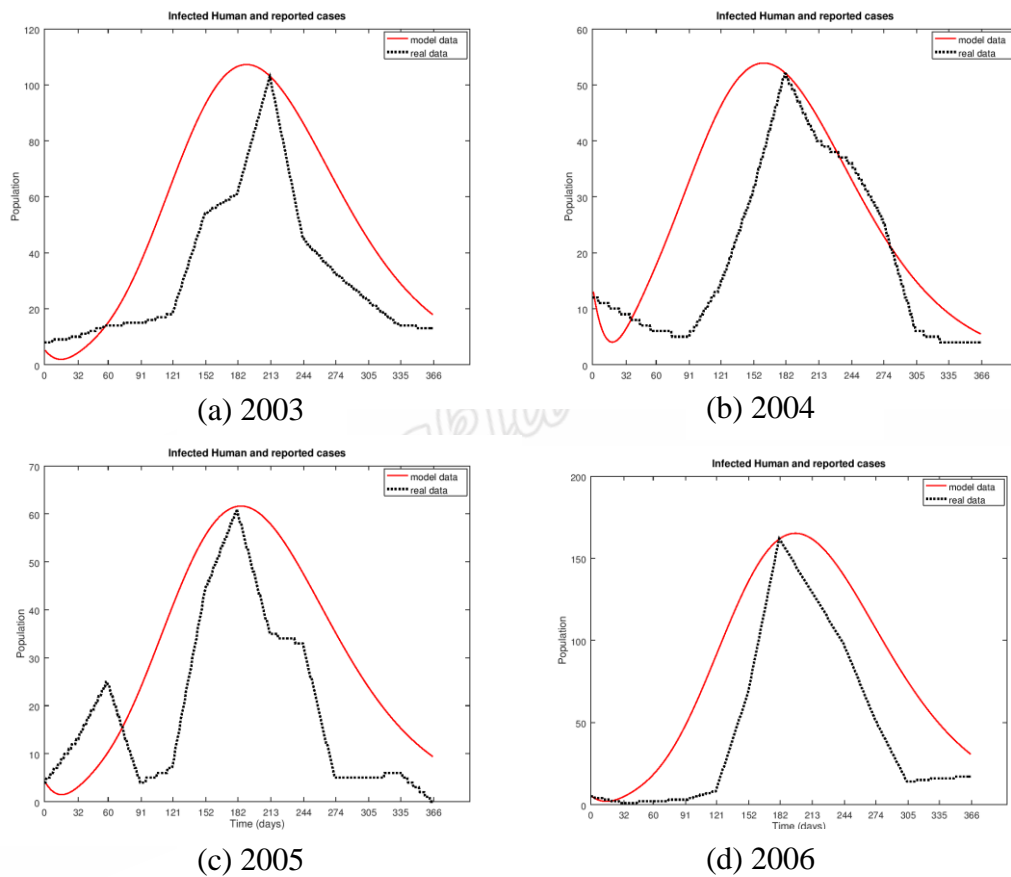 Infected Human and reported cases
120
100
80
60
40
20
0
Population
model data
real data
0 32 60 91 121 152 182 213 244 274 305 335 366
(a) 2003
Infected Human and reported cases
60
50
40
30
20
10
0
Population
model data
real data
0 32 60 91 121 152 182 213 244 274 305 335 366
(b) 2004
Infected Human and reported cases
70
60
50
40
30
20
10
0
Population
model data
real data
0 32 60 91 121 152 182 213 244 274 305 335 366
Time (days)
(c) 2005
Infected Human and reported cases
200
150
100
50
0
Population
model data
real data
0 32 60 91 121 152 182 213 244 274 305 335 366
Time (days)
(d) 2006